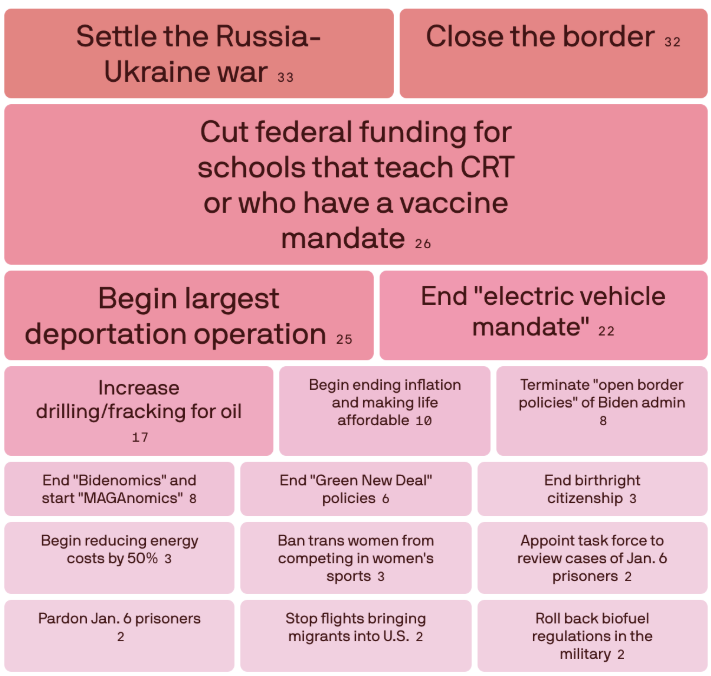 Settle the Russia-
Ukraine war 33
Close the border 32
Cut federal funding for
schools that teach CRT
or who have a vaccine
mandate 26
Begin largest
deportation operation 25
End "electric vehicle
mandate" 22
Increase
drilling/fracking for oil
17
Begin ending inflation
and making life
affordable 10
Terminate "open border
policies" of Biden admin
8
End "Bidenomics" and
start "MAGAnomics" 8
End "Green New Deal"
policies 6
End birthright
citizenship 3
Begin reducing energy
costs by 50% 3
Ban trans women from
competing in women's
sports 3
Appoint task force to
review cases of Jan. 6
prisoners 2
Pardon Jan. 6 prisoners
2
Stop flights bringing
migrants into U.S. 2
Roll back biofuel
regulations in the
military 2